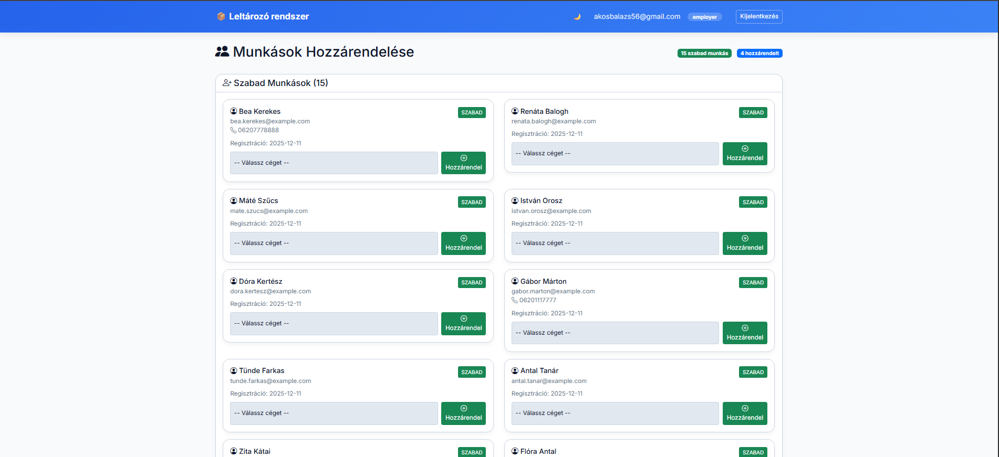 Leltározó rendszer
akosbalazs56@gmail.com
employer
Kijelentkezés
Munkások Hozzárendelése
15 szabad munkás
4 hozzárendelt
Szabad Munkások (15)
Bea Kerekes
SZABAD
bea.kerekes@example.com
06207778888
Regisztráció: 2025-12-11
-- Válassz céget --
Hozzárendel
Renáta Balogh
SZABAD
renata.balogh@example.com
Regisztráció: 2025-12-11
-- Válassz céget --
Hozzárendel
Máté Szűcs
SZABAD
mate.szucs@example.com
Regisztráció: 2025-12-11
-- Válassz céget --
Hozzárendel
István Orosz
SZABAD
istvan.orosz@example.com
Regisztráció: 2025-12-11
-- Válassz céget --
Hozzárendel
Dóra Kertész
SZABAD
dora.kertesz@example.com
Regisztráció: 2025-12-11
-- Válassz céget --
Hozzárendel
Gábor Márton
SZABAD
gabor.marton@example.com
06201117777
Regisztráció: 2025-12-11
-- Válassz céget --
Hozzárendel
Tünde Farkas
SZABAD
tunde.farkas@example.com
Regisztráció: 2025-12-11
-- Válassz céget --
Hozzárendel
Antal Tanár
SZABAD
antal.tanar@example.com
Regisztráció: 2025-12-11
-- Válassz céget --
Hozzárendel
Zita Kátai
SZABAD
Flóra Antal
SZABAD